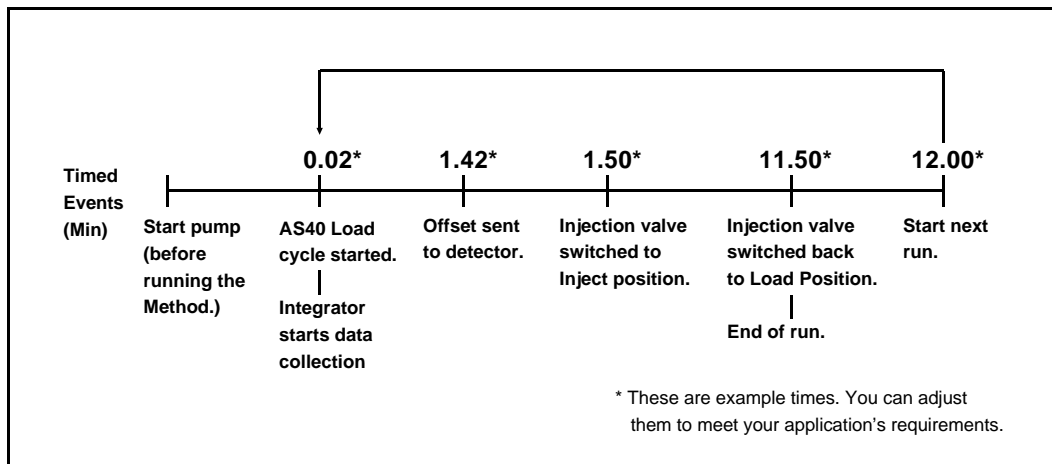 0.02*
1.42*
1.50*
11.50*
12.00*
Timed
Events
(Min)
Start pump
(before
running the
Method.)
AS40 Load
cycle started.
Integrator
starts data
collection
Offset sent
to detector.
Injection valve
switched to
Inject position.
Injection valve
switched back
to Load Position.
End of run.
Start next
run.
* These are example times. You can adjust
them to meet your application’s requirements.